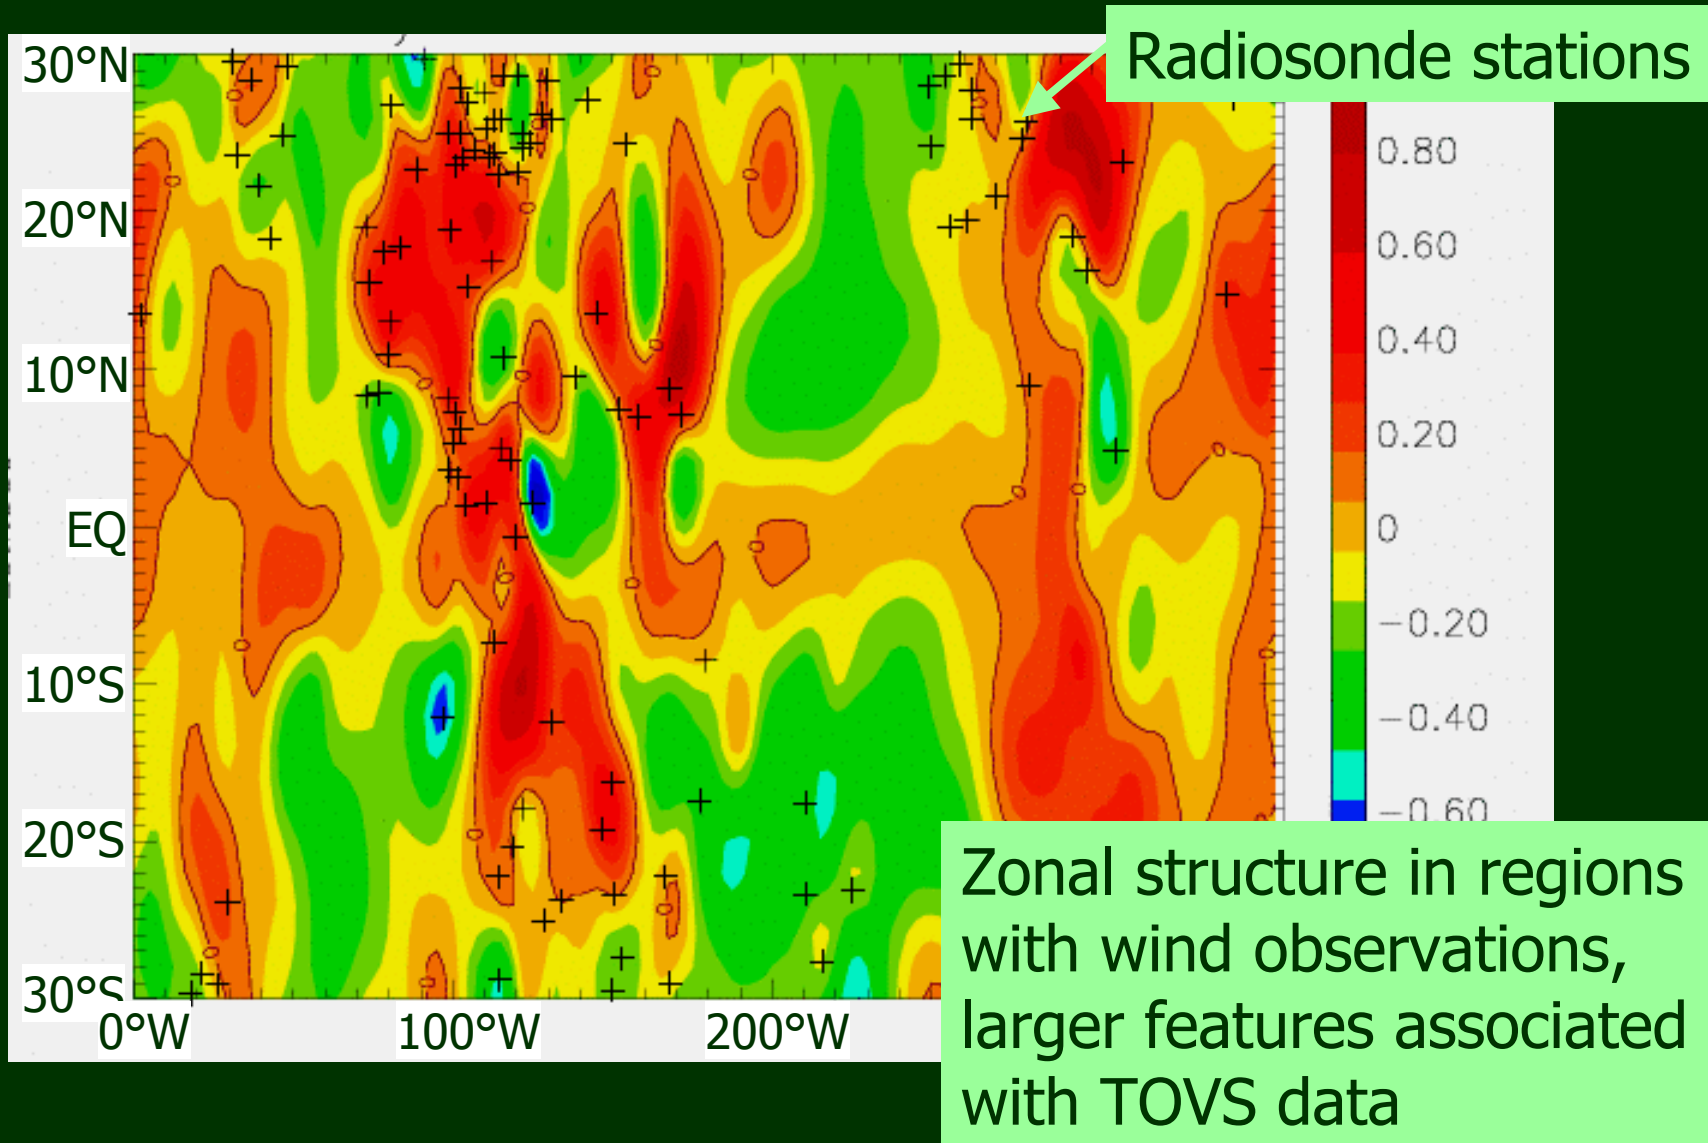 Radiosonde stations
30°N
20°N
10°N
EQ
10°S
20°S
30°S
0°W 100°W 200°W
0.80
0.60
0.40
0.20
0
−0.20
−0.40
−0.60
Zonal structure in regions
with wind observations,
larger features associated
with TOVS data